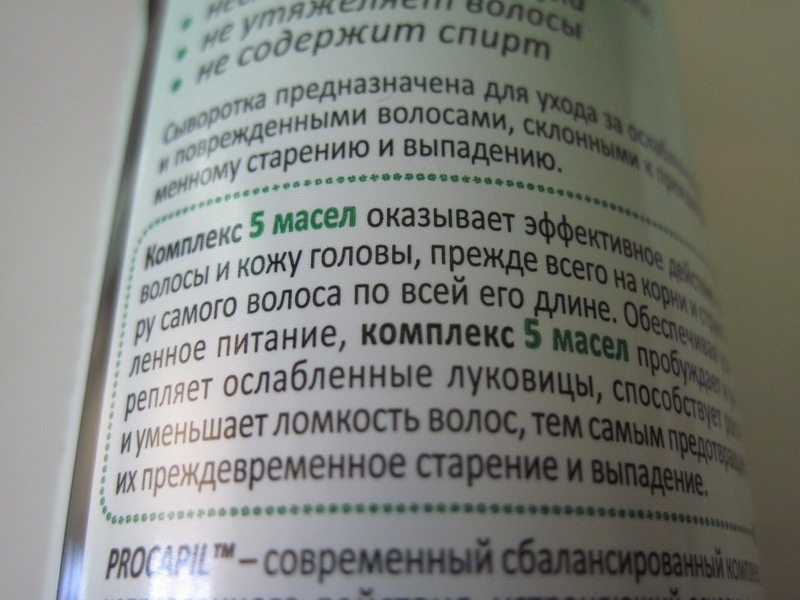 • не утяжеляет волосы
• не содержит спирт
Сыворотка предназначена для ухода за
и поврежденными волосами, склонными к
менному старению и выпадению.
Комплекс 5 масел оказывает эффективное
волосы и кожу головы, прежде всего на корни и
ру самого волоса по всей его длине.
ленное питание, комплекс 5 масел пробуждает и
репляет ослабленные луковицы, способствует
и уменьшает ломкость волос, тем самым
их преждевременное старение и выпадение.
PROCAPIL™ – современный сбалансированный